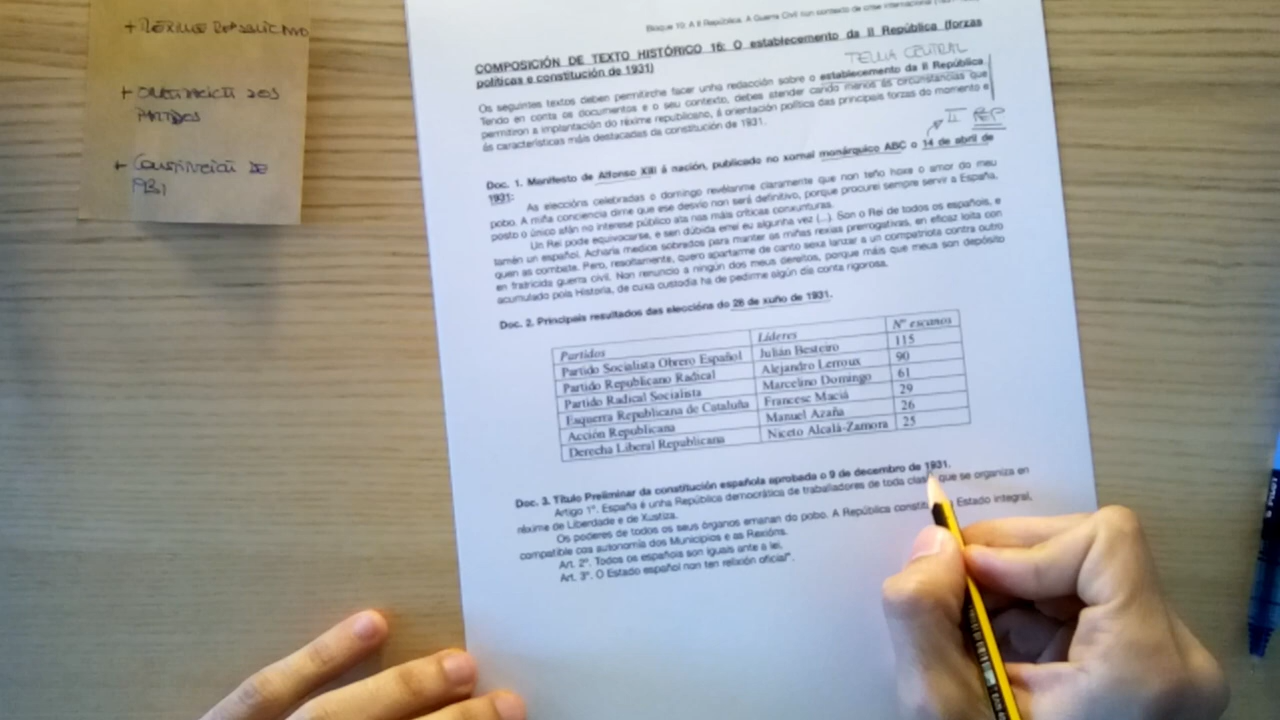 + RÉXIME REPUBLICANO
+ ORIENTACIÓN DOS
PARTIDOS
+ CONSTITUCIÓN DE
1931
Bloque 10: A II República. A Guerra Civil nun contexto de crise internacional
COMPOSICIÓN DE TEXTO HISTÓRICO 16: O establecemento da II República (forzas
políticas e constitución de 1931)
TEMA CENTRAL
Os seguintes textos deben permitirche facer unha redacción sobre o establecemento da II República
Tendo en conta os documentos e o seu contexto, debes atender cando menos ás circunstancias que
permitiron a implantación do réxime republicano, á orientación política das principais forzas do momento e
ás características máis destacadas da constitución de 1931.
II REP
Doc. 1. Manifesto de Alfonso XIII á nación, publicado no xornal monárquico ABC o 14 de abril de
1931:
As eleccións celebradas o domingo revélanme claramente que non teño hoxe o amor do meu
pobo. A miña conciencia dime que ese desvío non será definitivo, porque procurei sempre servir a España,
posto o único afán no interese público ata nas máis críticas conxunturas.
Un Rei pode equivocarse, e sen dúbida errei eu algunha vez (...). Son o Rei de todos os españois, e
tamén un español. Acharía medios sobrados para manter as miñas rexias prerrogativas, en eficaz loita con
quen as combate. Pero, resoltamente, quero apartarme de canto sexa lanzar a un compatriota contra outro
en fratricida guerra civil. Non renuncio a ningún dos meus dereitos, porque máis que meus son depósito
acumulado pola Historia, de cuxa custodia ha de pedirme algún día conta rigorosa.
Doc. 2. Principais resultados das eleccións do 28 de xuño de 1931.
Partidos Líderes Nº escanos
Partido Socialista Obrero Español Julián Besteiro 115
Partido Republicano Radical Alejandro Lerroux 90
Partido Radical Socialista Marcelino Domingo 61
Esquerra Republicana de Cataluña Francesc Maciá 29
Acción Republicana Manuel Azaña 26
Derecha Liberal Republicana Niceto Alcalá-Zamora 25
Doc. 3. Título Preliminar da constitución española aprobada o 9 de decembro de 1931.
Artigo 1º. España é unha República democrática de traballadores de toda clase que se organiza en
réxime de Liberdade e de Xustiza.
Os poderes de todos os seus órganos emanan do pobo. A República Estado integral,
compatible coa autonomía dos Municipios e as Rexións.
Art. 2º. Todos os españois son iguais ante a lei.
Art. 3º. O Estado español non ten relixión oficial".